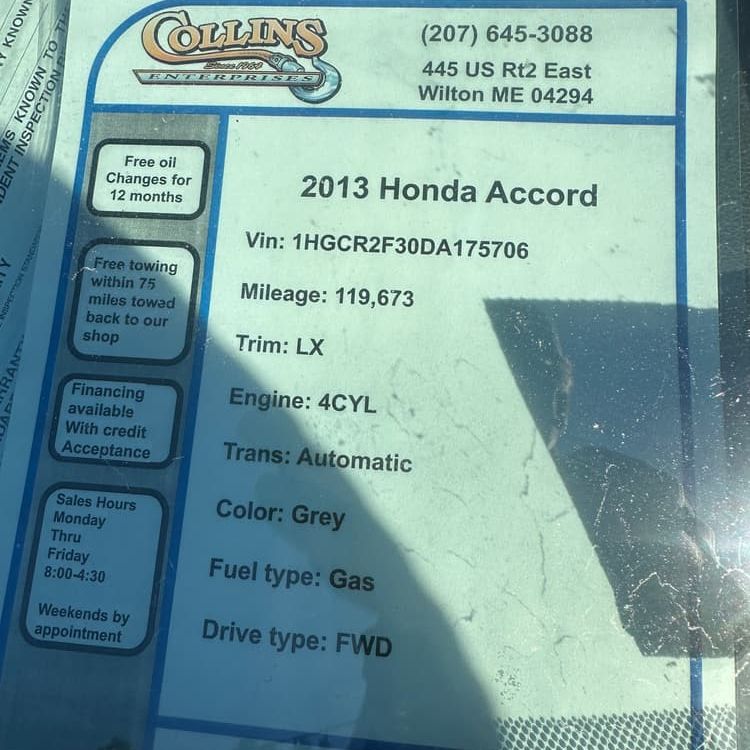 COLLINS
Since 1964
ENTERPRISES
(207) 645-3088
445 US Rt2 East
Wilton ME 04294
Free oil
Changes for
12 months
Free towing
within 75
miles towed
back to our
shop
Financing
available
With credit
Acceptance
Sales Hours
Monday
Thru
Friday
8:00-4:30
Weekends by
appointment
2013 Honda Accord
Vin: 1HGCR2F30DA175706
Mileage: 119,673
Trim: LX
Engine: 4CYL
Trans: Automatic
Color: Grey
Fuel type: Gas
Drive type: FWD
KNOWN TO
INSPECTION